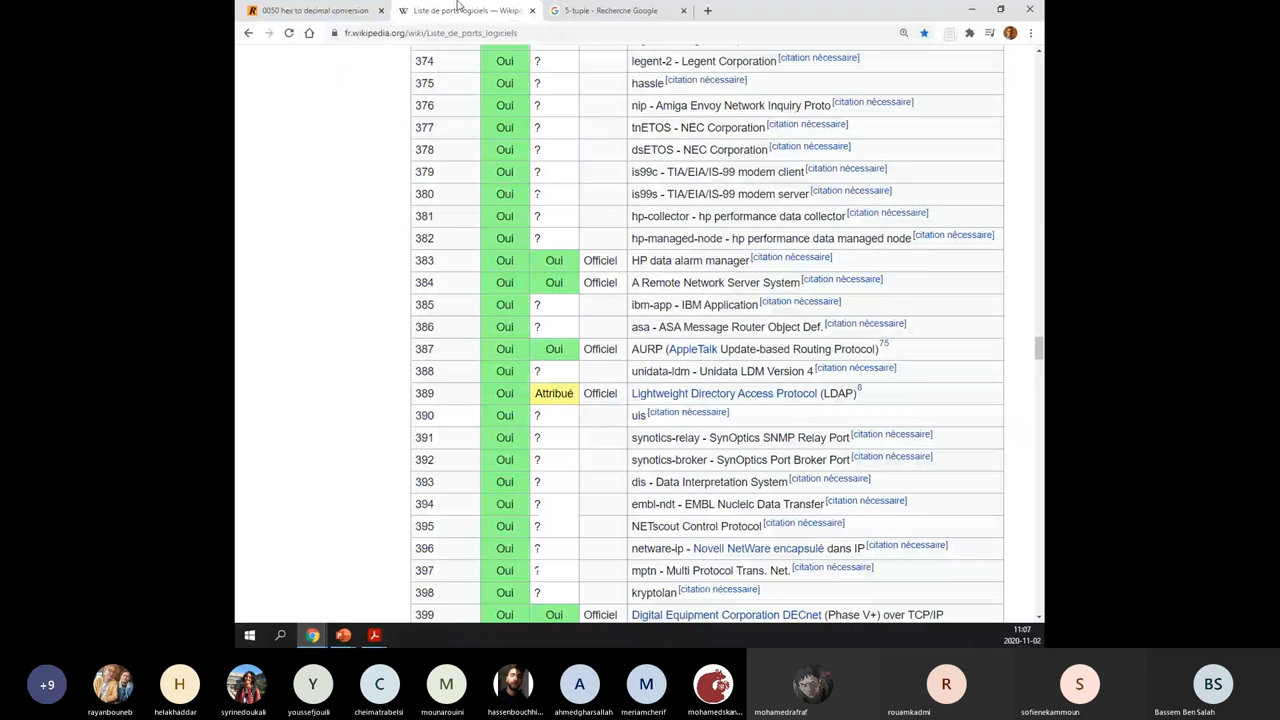 0050 hex to decimal conversion
Liste de ports logiciels — Wikipe
5-tuple - Recherche Google
fr.wikipedia.org/wiki/Liste_de_ports_logiciels
374 Oui ? legent-2 - Legent Corporation[citation nécessaire]
375 Oui ? hassle[citation nécessaire]
376 Oui ? nip - Amiga Envoy Network Inquiry Proto[citation nécessaire]
377 Oui ? tnETOS - NEC Corporation[citation nécessaire]
378 Oui ? dsETOS - NEC Corporation[citation nécessaire]
379 Oui ? is99c - TIA/EIA/IS-99 modem client[citation nécessaire]
380 Oui ? is99s - TIA/EIA/IS-99 modem server[citation nécessaire]
381 Oui ? hp-collector - hp performance data collector[citation nécessaire]
382 Oui ? hp-managed-node - hp performance data managed node[citation nécessaire]
383 Oui Oui Officiel HP data alarm manager[citation nécessaire]
384 Oui Oui Officiel A Remote Network Server System[citation nécessaire]
385 Oui ? ibm-app - IBM Application[citation nécessaire]
386 Oui ? asa - ASA Message Router Object Def.[citation nécessaire]
387 Oui Oui Officiel AURP (AppleTalk Update-based Routing Protocol)75
388 Oui ? unidata-ldm - Unidata LDM Version 4[citation nécessaire]
389 Oui Attribué Officiel Lightweight Directory Access Protocol (LDAP)8
390 Oui ? uis[citation nécessaire]
391 Oui ? synotics-relay - SynOptics SNMP Relay Port[citation nécessaire]
392 Oui ? synotics-broker - SynOptics Port Broker Port[citation nécessaire]
393 Oui ? dis - Data Interpretation System[citation nécessaire]
394 Oui ? embl-ndt - EMBL Nucleic Data Transfer[citation nécessaire]
395 Oui ? NETscout Control Protocol[citation nécessaire]
396 Oui ? netware-ip - Novell NetWare encapsulé dans IP[citation nécessaire]
397 Oui ? mptn - Multi Protocol Trans. Net.[citation nécessaire]
398 Oui ? kryptolan[citation nécessaire]
399 Oui Oui Officiel Digital Equipment Corporation DECnet (Phase V+) over TCP/IP
11:07
2020-11-02
+9 H Y C M A M R S BS
rayanbouneb helakhaddar syrinedoukali youssefjouili cheimatrabelsi mounarouini hassenbouchhi... ahmedgharsallah meriamcherif mohamedskan mohamedrafraf rouamkadmi sofienekammoun Bassem Ben Salah